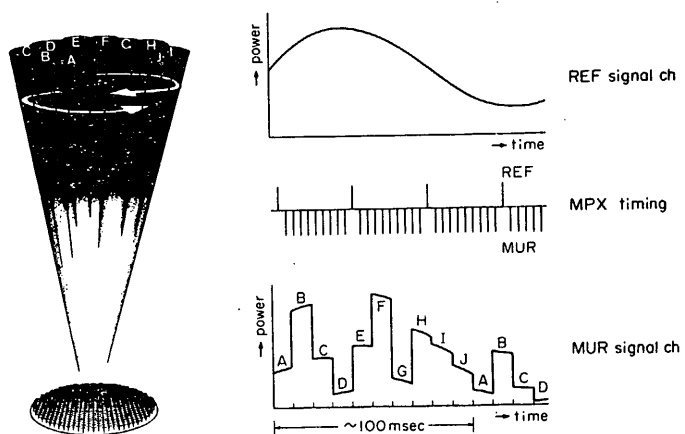 C D E F C H I
B A J
→ power
REF signal ch
→ time
REF
MPX timing
MUR
→ power
A B C D E F G H I J A B C D
MUR signal ch
→ time
~100 msec